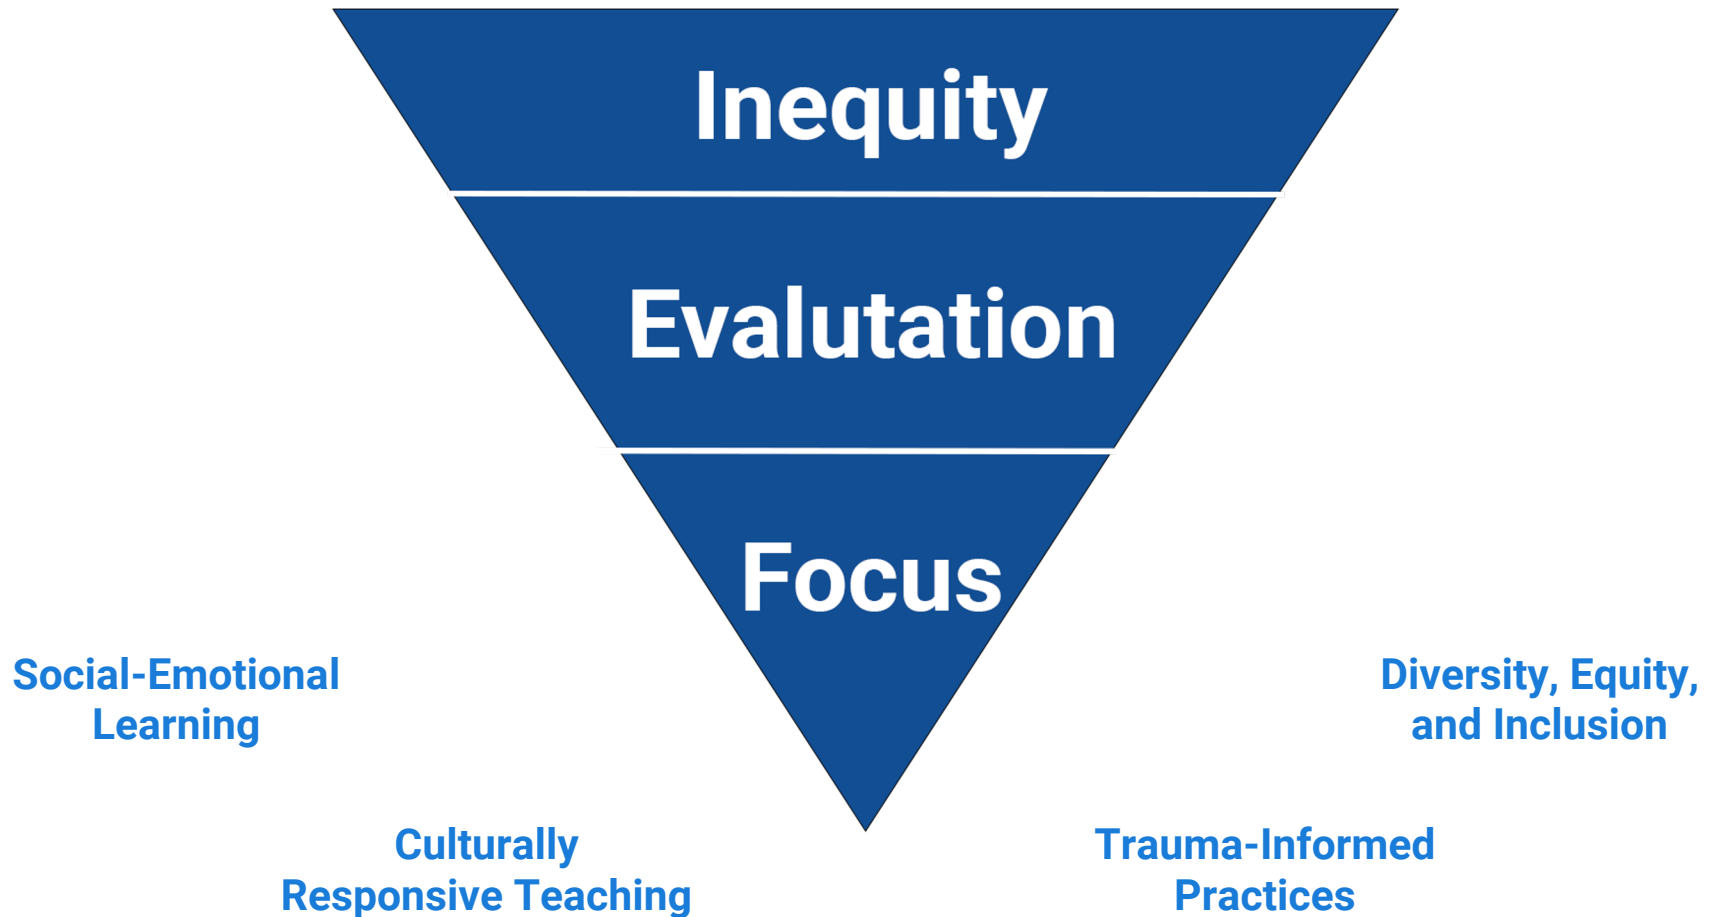 Inequity
Evalutation
Focus
Social-Emotional
Learning
Diversity, Equity,
and Inclusion
Culturally
Responsive Teaching
Trauma-Informed
Practices